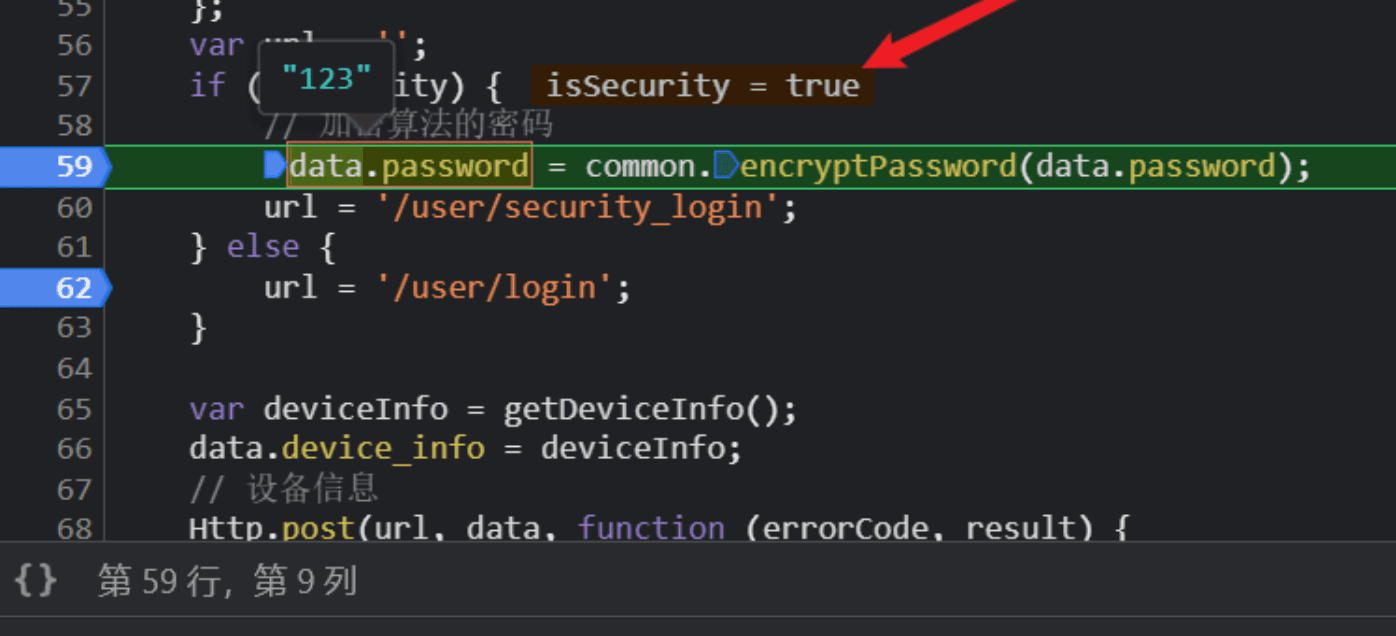 55 };
56 var url = '';
"123"
57 if ( ity) { isSecurity = true
58 // 加密算法的密码
59 data.password = common.encryptPassword(data.password);
60 url = '/user/security_login';
61 } else {
62 url = '/user/login';
63 }
64
65 var deviceInfo = getDeviceInfo();
66 data.device_info = deviceInfo;
67 // 设备信息
68 Http.post(url, data, function (errorCode, result) {
{} 第 59 行, 第 9 列